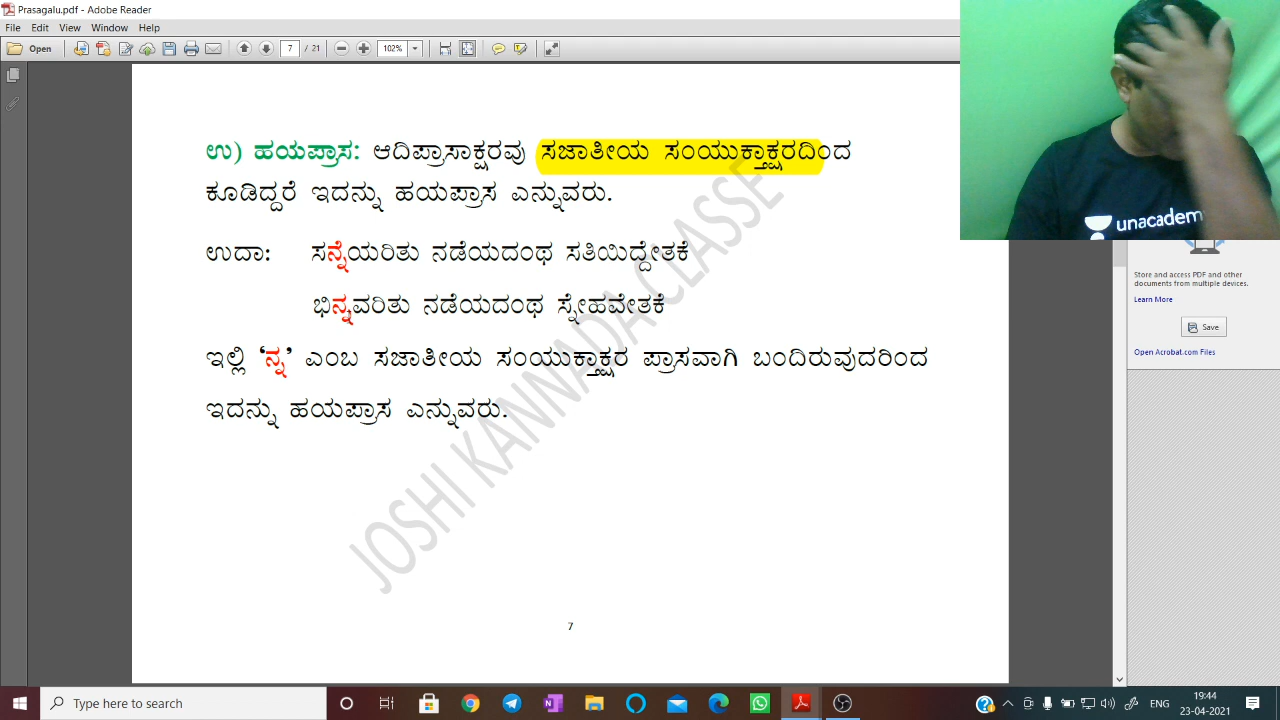 Prasagalu.pdf - Adobe Reader
File Edit View Window Help
Open 7 / 21 102%
ಉ) ಹಯಪ್ರಾಸ: ಆದಿಪ್ರಾಸಾಕ್ಷರವು ಸಜಾತೀಯ ಸಂಯುಕ್ತಾಕ್ಷರದಿಂದ
ಕೂಡಿದ್ದರೆ ಇದನ್ನು ಹಯಪ್ರಾಸ ಎನ್ನುವರು.
ಉದಾ: ಸನ್ನೆಯರಿತು ನಡೆಯದಂಥ ಸತಿಯಿದ್ದೇತಕೆ
ಭಿನ್ನವರಿತು ನಡೆಯದಂಥ ಸ್ನೇಹವೇತಕೆ
ಇಲ್ಲಿ ‘ನ್ನ’ ಎಂಬ ಸಜಾತೀಯ ಸಂಯುಕ್ತಾಕ್ಷರ ಪ್ರಾಸವಾಗಿ ಬಂದಿರುವುದರಿಂದ
ಇದನ್ನು ಹಯಪ್ರಾಸ ಎನ್ನುವರು.
JOSHI KANNADA CLASSE
7
unacadem
Store and access PDF and other
documents from multiple devices.
Learn More
Save
Open Acrobat.com Files
Type here to search
ENG
19:44
23-04-2021